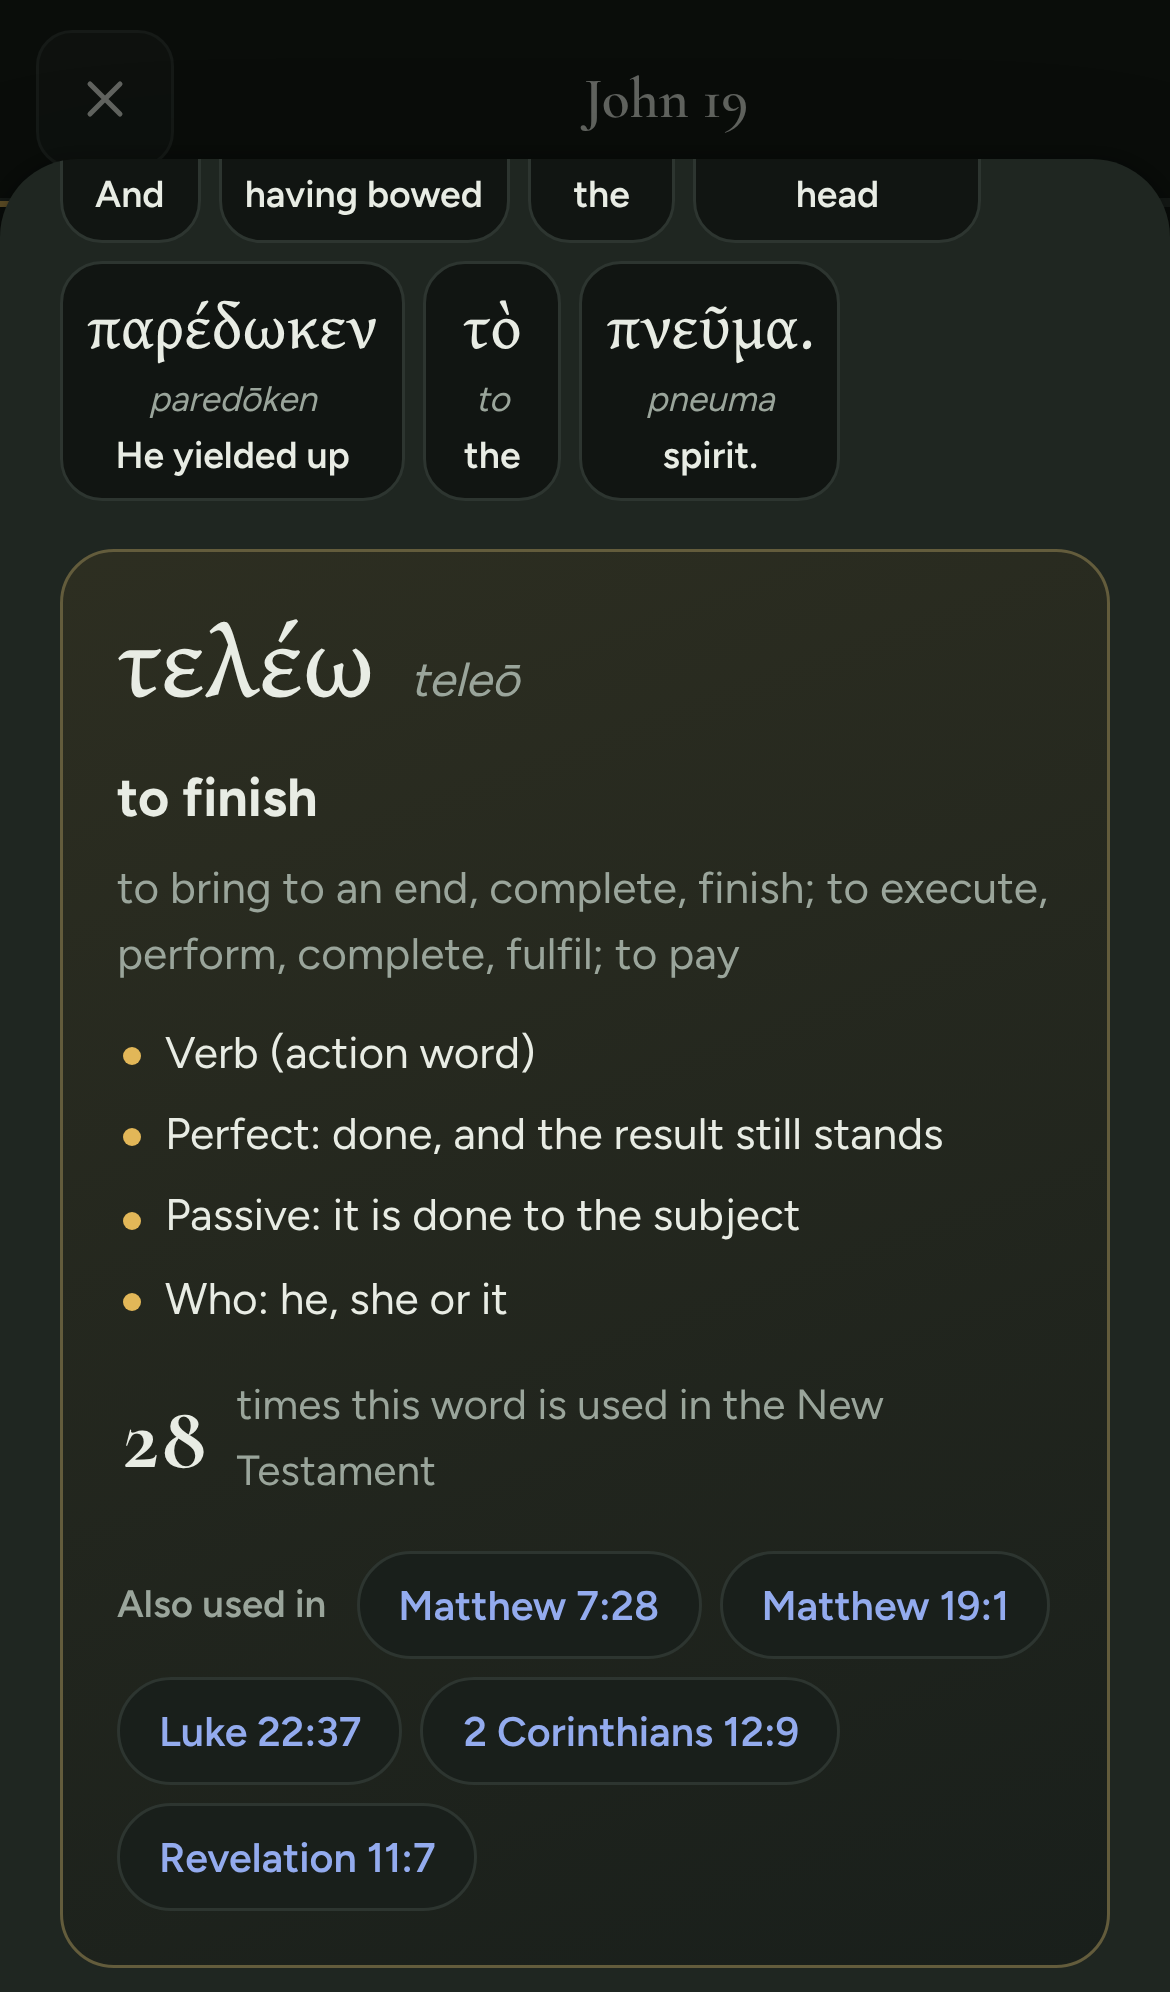 John 19
And having bowed the head
παρέδωκεν τὸ πνεῦμα.
paredōken to pneuma
He yielded up the spirit.
τελέω teleō
to finish
to bring to an end, complete, finish; to execute,
perform, complete, fulfil; to pay
Verb (action word)
Perfect: done, and the result still stands
Passive: it is done to the subject
Who: he, she or it
28 times this word is used in the New
Testament
Also used in Matthew 7:28 Matthew 19:1
Luke 22:37 2 Corinthians 12:9
Revelation 11:7